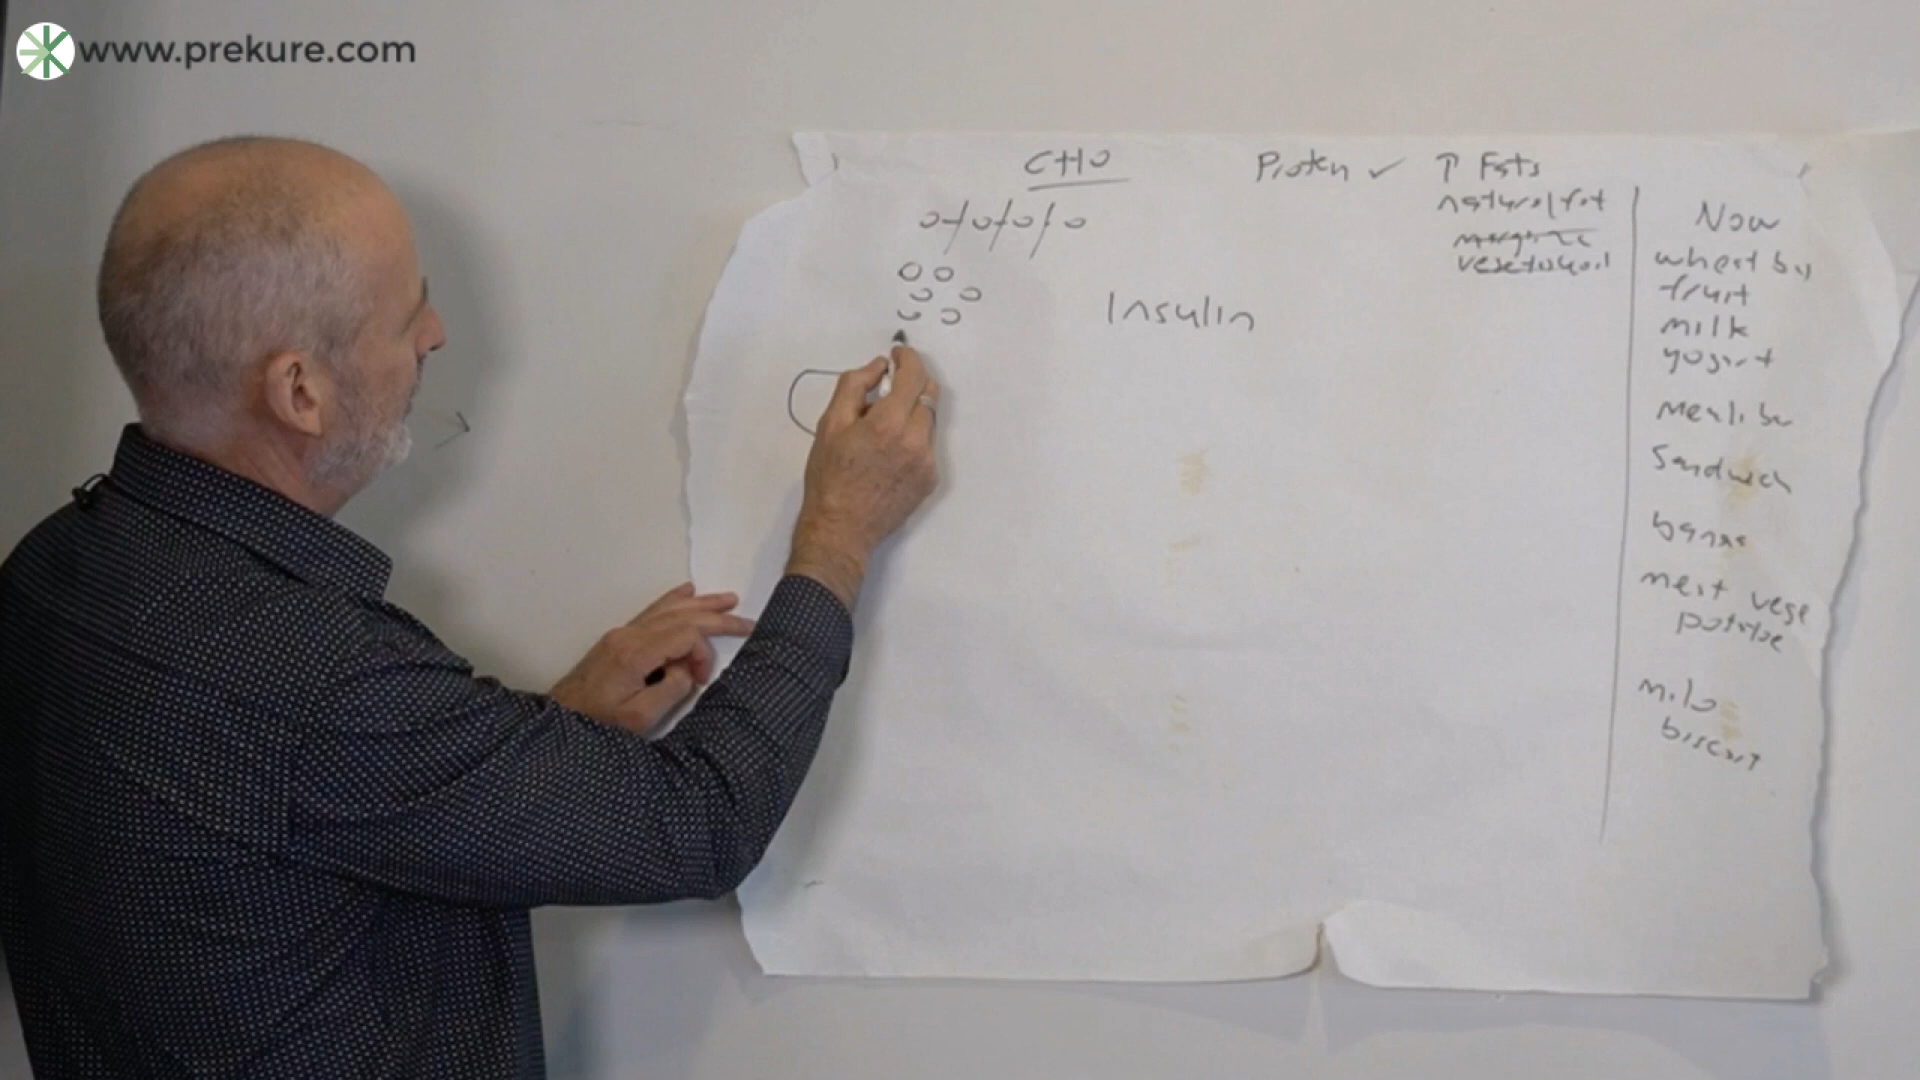 www.prekure.com
CHO
Protein ✓
↑ Fats
natural fat
margarine
vegetable oil
Insulin
Now
wheat bix
fruit
milk
yogurt
meusli bar
Sandwich
banana
meat vege
potatoe
milo
biscuit